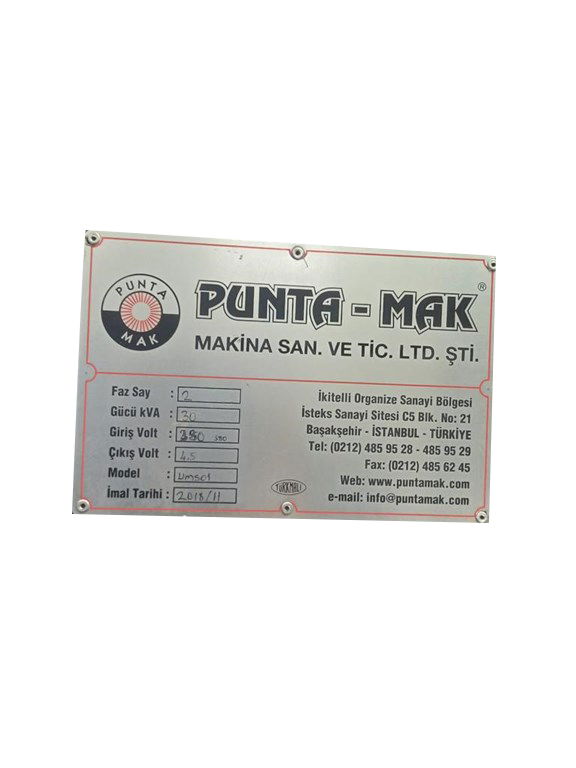 PUNTA
MAK
PUNTA - MAK ®
MAKİNA SAN. VE TİC. LTD. ŞTİ.
Faz Say : 2
Gücü kVA : 30
Giriş Volt : 380
Çıkış Volt : 4.5
Model :
İmal Tarihi : 2018/11
TÜRK MALI
İkitelli Organize Sanayi Bölgesi
İsteks Sanayi Sitesi C5 Blk. No: 21
Başakşehir - İSTANBUL - TÜRKİYE
Tel: (0212) 485 95 28 - 485 95 29
Fax: (0212) 485 62 45
Web: www.puntamak.com
e-mail: info@puntamak.com